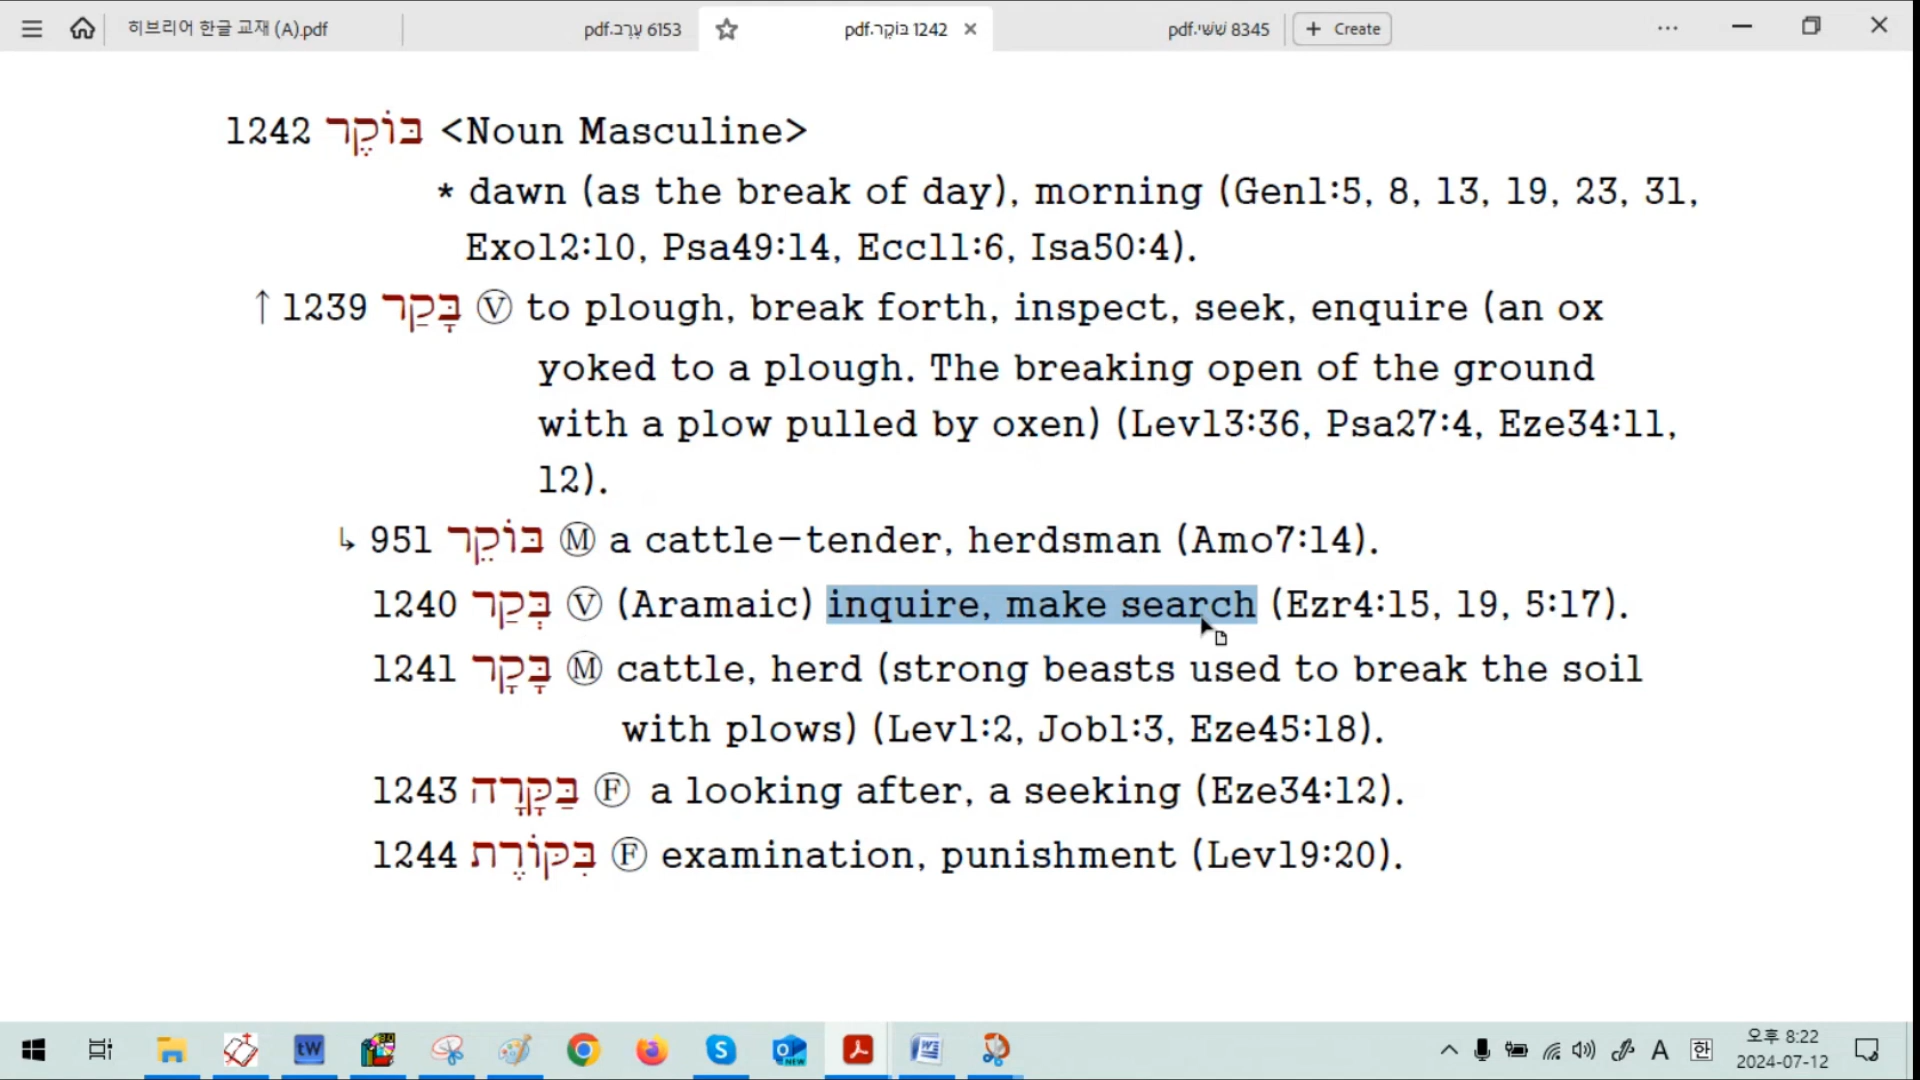 히브리어 한글 교재 (A).pdf
6153 עֶרֶב.pdf
1242 בּוֹקֶר.pdf
8345 שִׁשִּׁי.pdf
+ Create
1242 בּוֹקֶר <Noun Masculine>
* dawn (as the break of day), morning (Gen1:5, 8, 13, 19, 23, 31,
Exo12:10, Psa49:14, Ecc11:6, Isa50:4).
↑ 1239 בָּקַר Ⓥ to plough, break forth, inspect, seek, enquire (an ox
yoked to a plough. The breaking open of the ground
with a plow pulled by oxen) (Lev13:36, Psa27:4, Eze34:11,
12).
↳ 951 בּוֹקֵר Ⓜ a cattle-tender, herdsman (Amo7:14).
1240 בְּקַר Ⓥ (Aramaic) inquire, make search (Ezr4:15, 19, 5:17).
1241 בָּקָר Ⓜ cattle, herd (strong beasts used to break the soil
with plows) (Lev1:2, Job1:3, Eze45:18).
1243 בַּקָּרָה Ⓕ a looking after, a seeking (Eze34:12).
1244 בִּקּוֹרֶת Ⓕ examination, punishment (Lev19:20).
tW
S
NEW
A
한
오후 8:22
2024-07-12